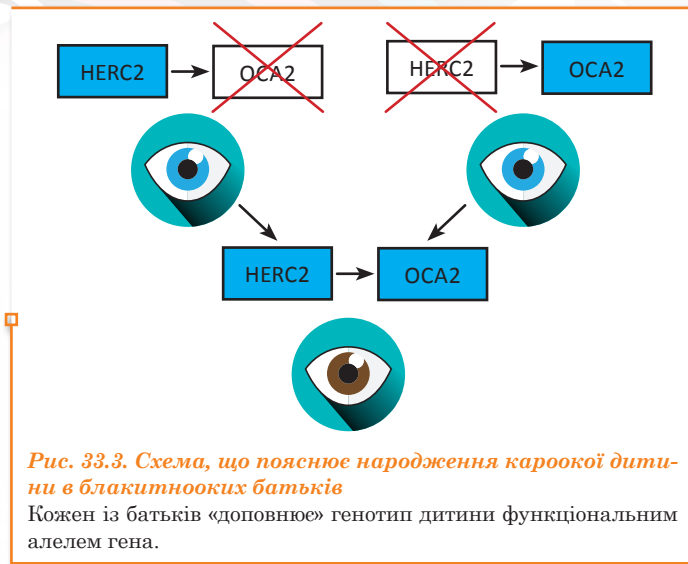 HERC2 OCA2 HERC2 OCA2
HERC2 OCA2
Рис. 33.3. Схема, що пояснює народження кароокої дити-
ни в блакитнооких батьків
Кожен із батьків «доповнює» генотип дитини функціональним
алелем гена.